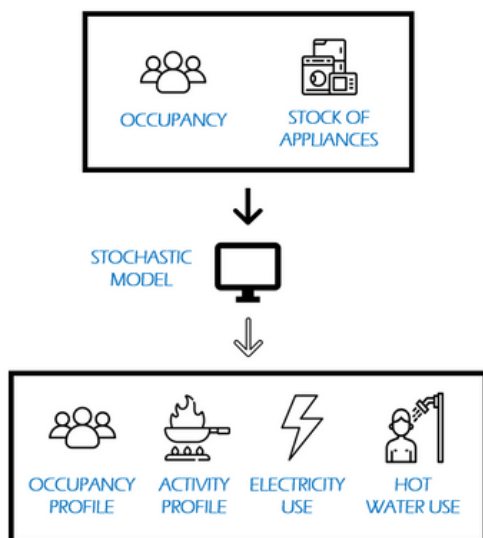 OCCUPANCY
STOCK OF
APPLIANCES
STOCHASTIC
MODEL
OCCUPANCY
PROFILE
ACTIVITY
PROFILE
ELECTRICITY
USE
HOT
WATER USE